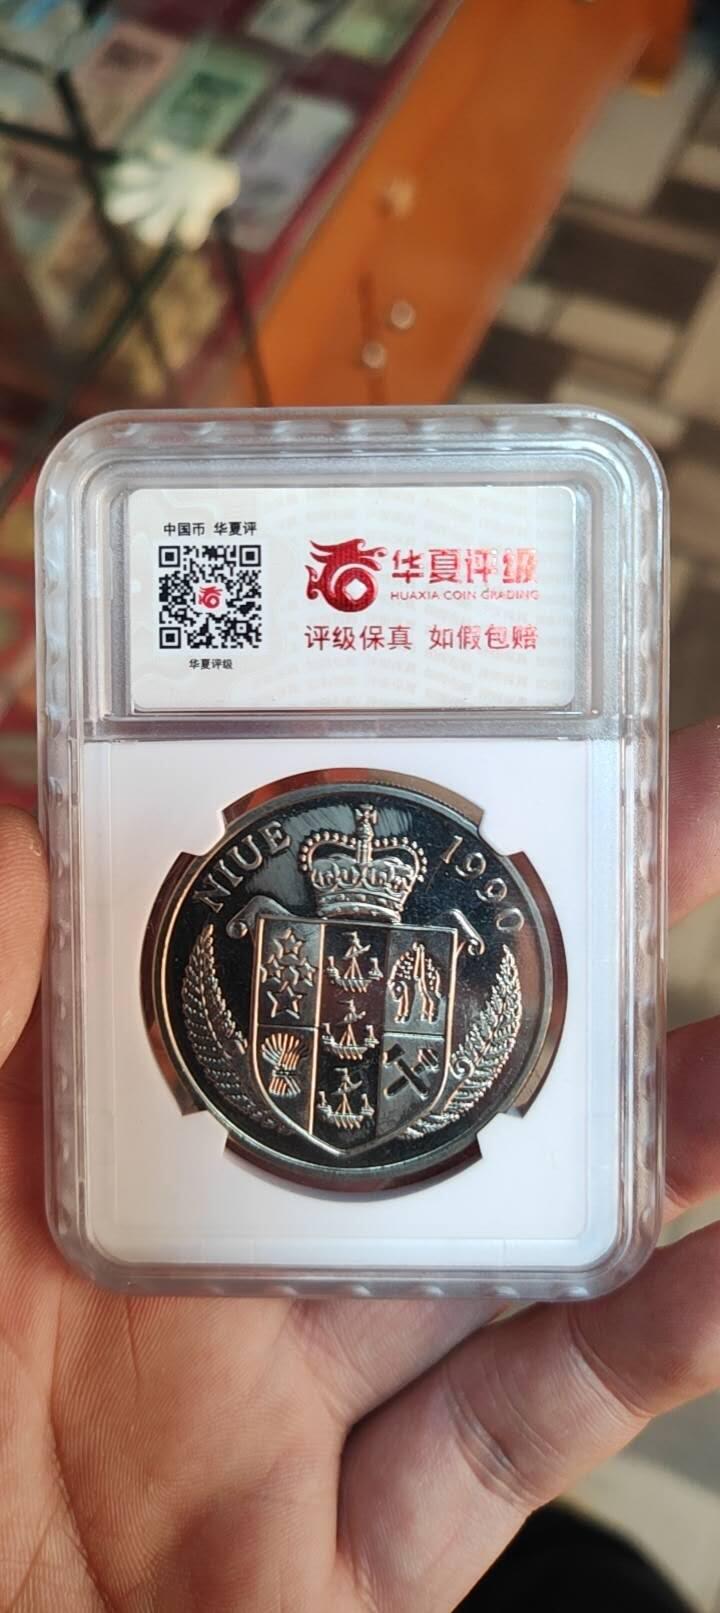 中国币 华夏评
华夏评级
华夏评级
HUAXIA COIN GRADING
评级保真 如假包赔
NIUE 1990